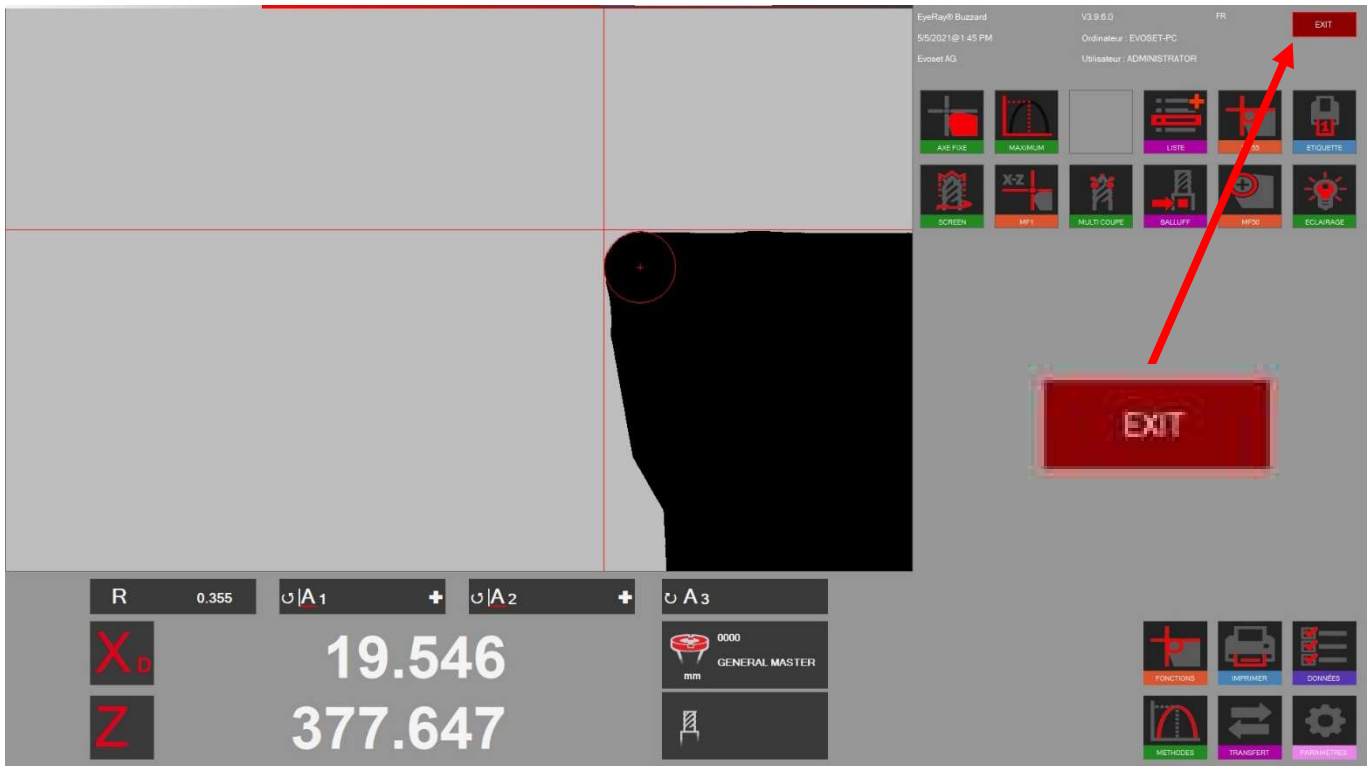 EyeRay® Buzzard V3.9.6.0 FR EXIT
5/5/2021@1:45 PM Ordinateur : EVOSET-PC
Evoset AG Utilisateur : ADMINISTRATOR
AXE FIXE MAXIMUM LISTE ETIQUETTE
X-Z
SCREEN MF1 MULTI COUPE BALLUFF MF50 ECLAIRAGE
EXIT
R 0.355 A1 A2 A3
XD 19.546
0000
GENERAL MASTER
mm
Z 377.647
FONCTIONS IMPRIMER DONNÉES
METHODES TRANSFERT PARAMÈTRES